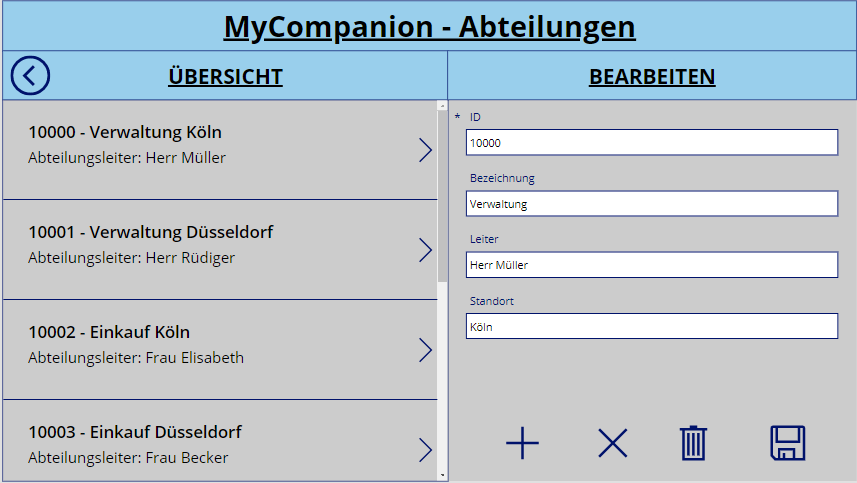 MyCompanion - Abteilungen
ÜBERSICHT
10000 - Verwaltung Köln
Abteilungsleiter: Herr Müller
10001 - Verwaltung Düsseldorf
Abteilungsleiter: Herr Rüdiger
10002 - Einkauf Köln
Abteilungsleiter: Frau Elisabeth
10003 - Einkauf Düsseldorf
Abteilungsleiter: Frau Becker
BEARBEITEN
* ID
10000
Bezeichnung
Verwaltung
Leiter
Herr Müller
Standort
Köln